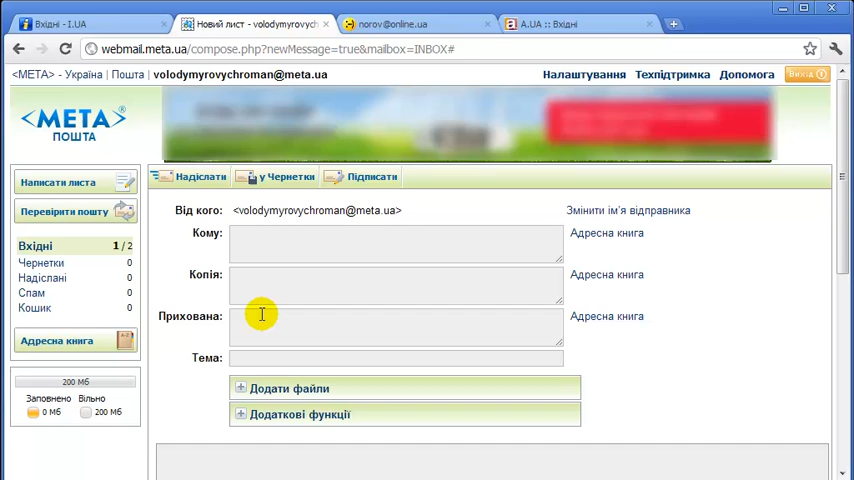 Вхідні - I.UA
Новий лист - volodymyrovychr
norov@online.ua
A.UA :: Вхідні
webmail.meta.ua/compose.php?newMessage=true&mailbox=INBOX#
<META> - Україна | Пошта | volodymyrovychroman@meta.ua
Налаштування Техпідтримка Допомога Вихід
<META>®
ПОШТА
Надіслати у Чернетки Підписати
Написати листа
Перевірити пошту
Вхідні 1 / 2
Чернетки 0
Надіслані 0
Спам 0
Кошик 0
Адресна книга
200 Мб
Заповнено Вільно
0 Мб 200 Мб
Від кого: <volodymyrovychroman@meta.ua> Змінити ім'я відправника
Кому: Адресна книга
Копія: Адресна книга
Прихована: Адресна книга
Тема:
Додати файли
Додаткові функції